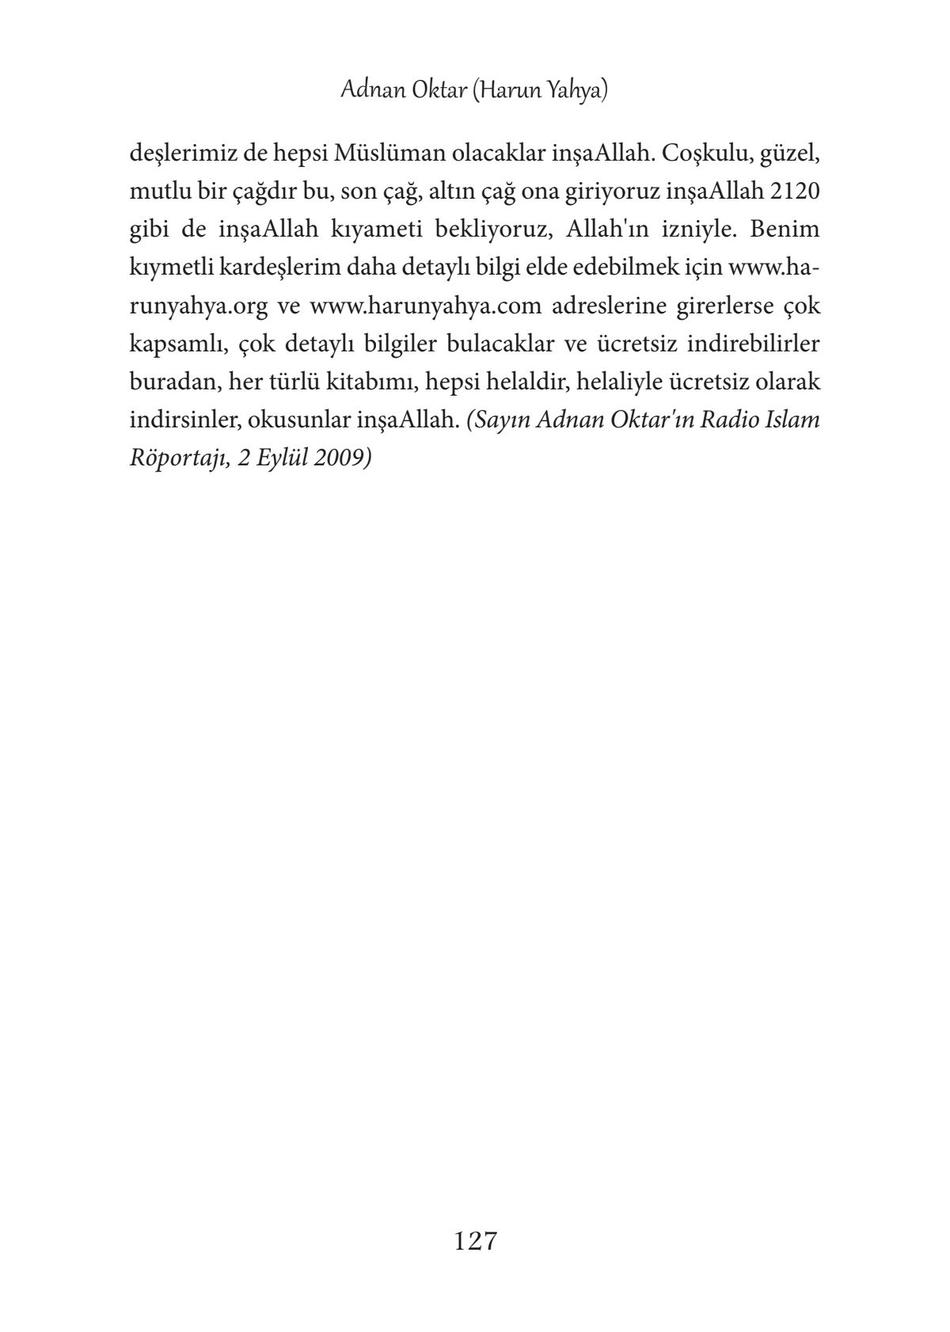 Adnan Oktar (Harun Yahya)
deşlerimiz de hepsi Müslüman olacaklar inşaAllah. Coşkulu, güzel,
mutlu bir çağdır bu, son çağ, altın çağ ona giriyoruz inşaAllah 2120
gibi de inşaAllah kıyameti bekliyoruz, Allah'ın izniyle. Benim
kıymetli kardeşlerim daha detaylı bilgi elde edebilmek için www.ha-
runyahya.org ve www.harunyahya.com adreslerine girerlerse çok
kapsamlı, çok detaylı bilgiler bulacaklar ve ücretsiz indirebilirler
buradan, her türlü kitabımı, hepsi helaldir, helaliyle ücretsiz olarak
indirsinler, okusunlar inşaAllah. (Sayın Adnan Oktar'ın Radio Islam
Röportajı, 2 Eylül 2009)
127